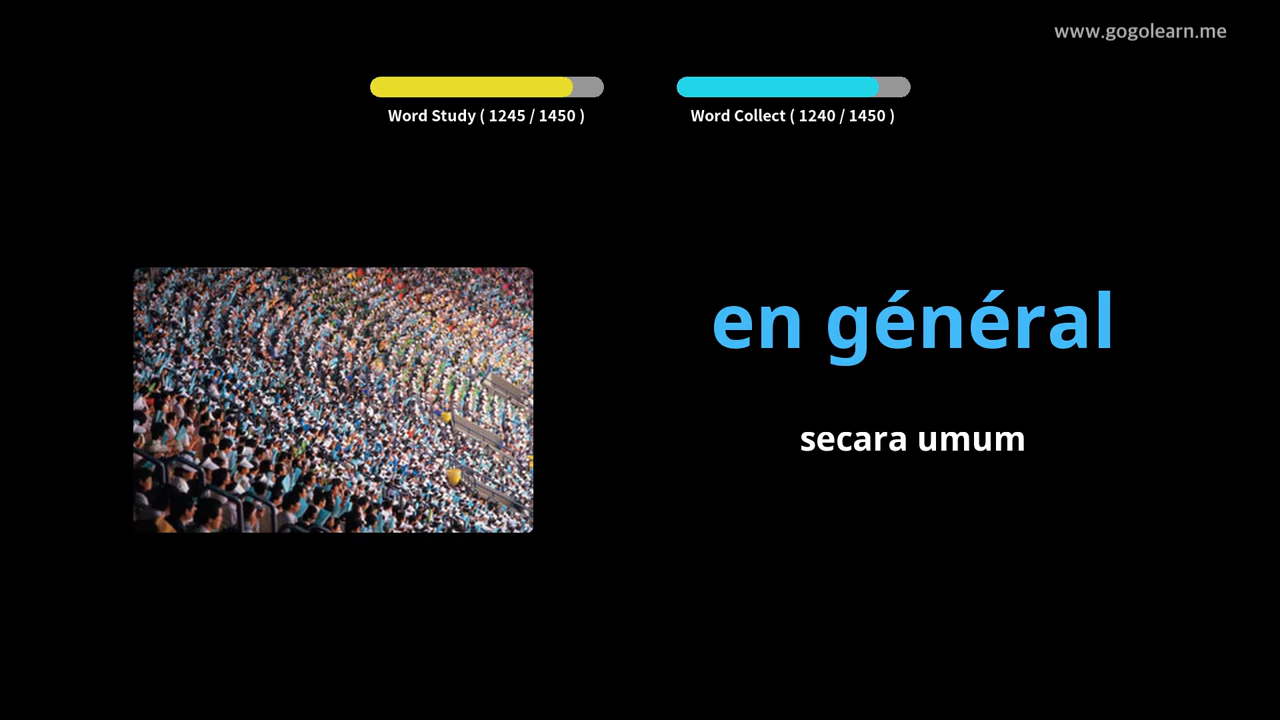 www.gogolearn.me
Word Study ( 1245 / 1450 )
Word Collect ( 1240 / 1450 )
en général
secara umum